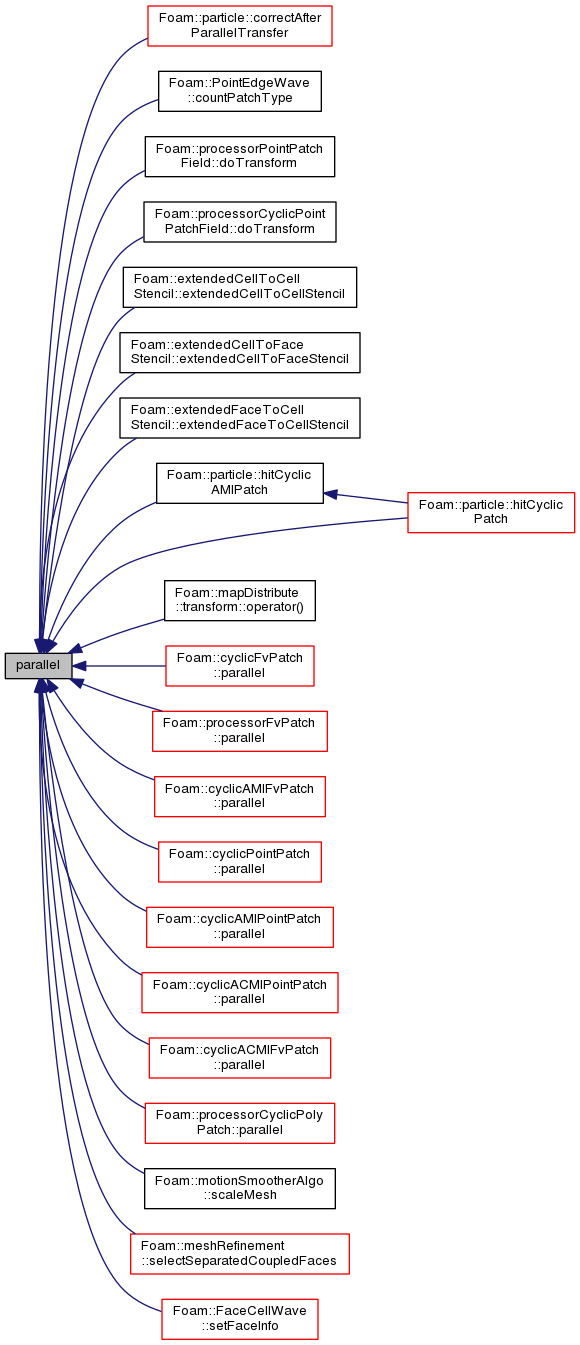 Foam::particle::correctAfter
ParallelTransfer
Foam::PointEdgeWave
::countPatchType
Foam::processorPointPatch
Field::doTransform
Foam::processorCyclicPoint
PatchField::doTransform
Foam::extendedCellToCell
Stencil::extendedCellToCellStencil
Foam::extendedCellToFace
Stencil::extendedCellToFaceStencil
Foam::extendedFaceToCell
Stencil::extendedFaceToCellStencil
Foam::particle::hitCyclic
AMIPatch
Foam::particle::hitCyclic
Patch
Foam::mapDistribute
::transform::operator()
parallel
Foam::cyclicFvPatch
::parallel
Foam::processorFvPatch
::parallel
Foam::cyclicAMIFvPatch
::parallel
Foam::cyclicPointPatch
::parallel
Foam::cyclicAMIPointPatch
::parallel
Foam::cyclicACMIPointPatch
::parallel
Foam::cyclicACMIFvPatch
::parallel
Foam::processorCyclicPoly
Patch::parallel
Foam::motionSmootherAlgo
::scaleMesh
Foam::meshRefinement
::selectSeparatedCoupledFaces
Foam::FaceCellWave
::setFaceInfo